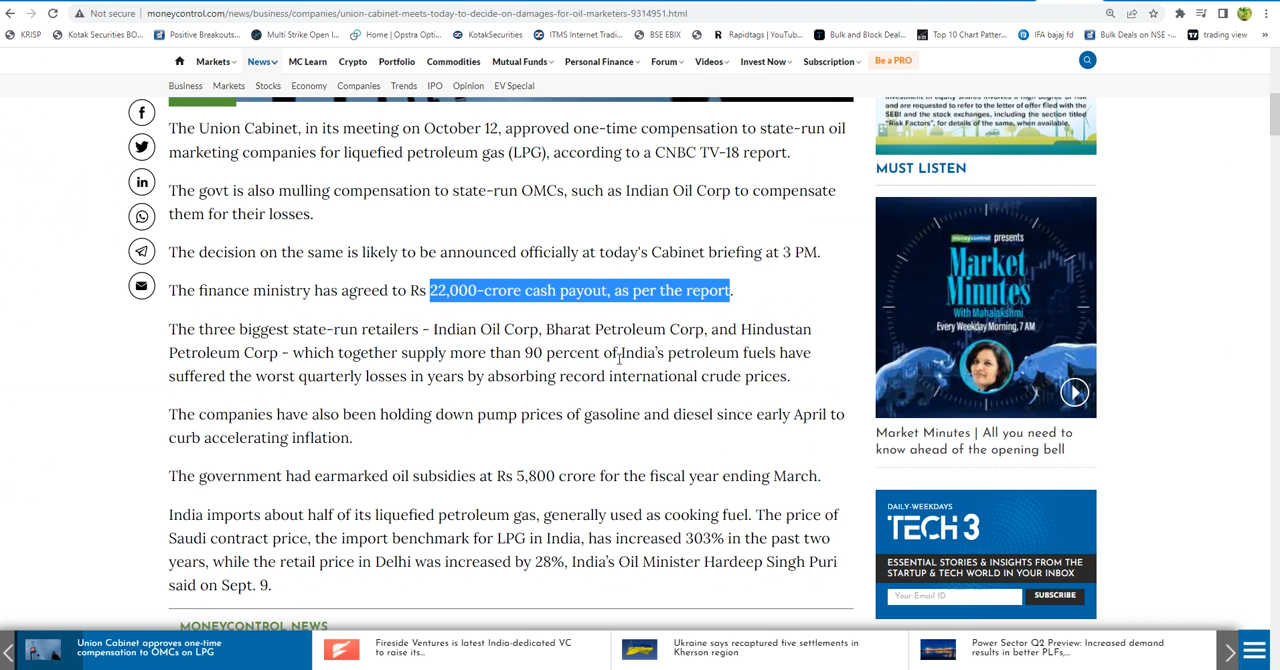 Not secure | moneycontrol.com/news/business/companies/union-cabinet-meets-today-to-decide-on-damages-for-oil-marketers-9314951.html
KRISP Kotak Securities BO... Positive Breakouts... Multi Strike Open I... Home | Opstra Opti... KotakSecurities ITMS Internet Tradi... BSE EBIX Rapidtags | YouTub... Bulk and Block Deal... Top 10 Chart Patter... IFA bajaj fd Bulk Deals on NSE -... trading view »
Markets News MC Learn Crypto Portfolio Commodities Mutual Funds Personal Finance Forum Videos Invest Now Subscription Be a PRO
Business Markets Stocks Economy Companies Trends IPO Opinion EV Special
The Union Cabinet, in its meeting on October 12, approved one-time compensation to state-run oil
marketing companies for liquefied petroleum gas (LPG), according to a CNBC TV-18 report.
The govt is also mulling compensation to state-run OMCs, such as Indian Oil Corp to compensate
them for their losses.
The decision on the same is likely to be announced officially at today's Cabinet briefing at 3 PM.
The finance ministry has agreed to Rs 22,000-crore cash payout, as per the report.
The three biggest state-run retailers - Indian Oil Corp, Bharat Petroleum Corp, and Hindustan
Petroleum Corp - which together supply more than 90 percent of India's petroleum fuels have
suffered the worst quarterly losses in years by absorbing record international crude prices.
The companies have also been holding down pump prices of gasoline and diesel since early April to
curb accelerating inflation.
The government had earmarked oil subsidies at Rs 5,800 crore for the fiscal year ending March.
India imports about half of its liquefied petroleum gas, generally used as cooking fuel. The price of
Saudi contract price, the import benchmark for LPG in India, has increased 303% in the past two
years, while the retail price in Delhi was increased by 28%, India's Oil Minister Hardeep Singh Puri
said on Sept. 9.
MONEYCONTROL NEWS
and are requested to refer to the letter of offer filed with the
SEBI and the stock exchanges, including the section titled
"Risk Factors", for details of the same, when available.
MUST LISTEN
moneycontrol presents
Market
Minutes
With Mahalakshmi
Every Weekday Morning, 7 AM
Market Minutes | All you need to
know ahead of the opening bell
DAILY-WEEKDAYS
TECH 3
ESSENTIAL STORIES & INSIGHTS FROM THE
STARTUP & TECH WORLD IN YOUR INBOX
Your Email ID SUBSCRIBE
Union Cabinet approves one-time
compensation to OMCs on LPG
Fireside Ventures is latest India-dedicated VC
to raise its...
Ukraine says recaptured five settlements in
Kherson region
Power Sector Q2 Preview: Increased demand
results in better PLFs,...